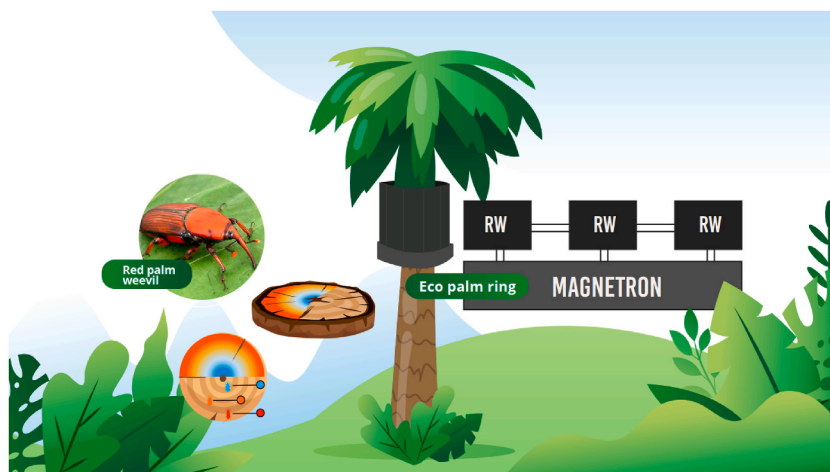 RW
RW
RW
Red palm
weevil
Eco palm ring
MAGNETRON